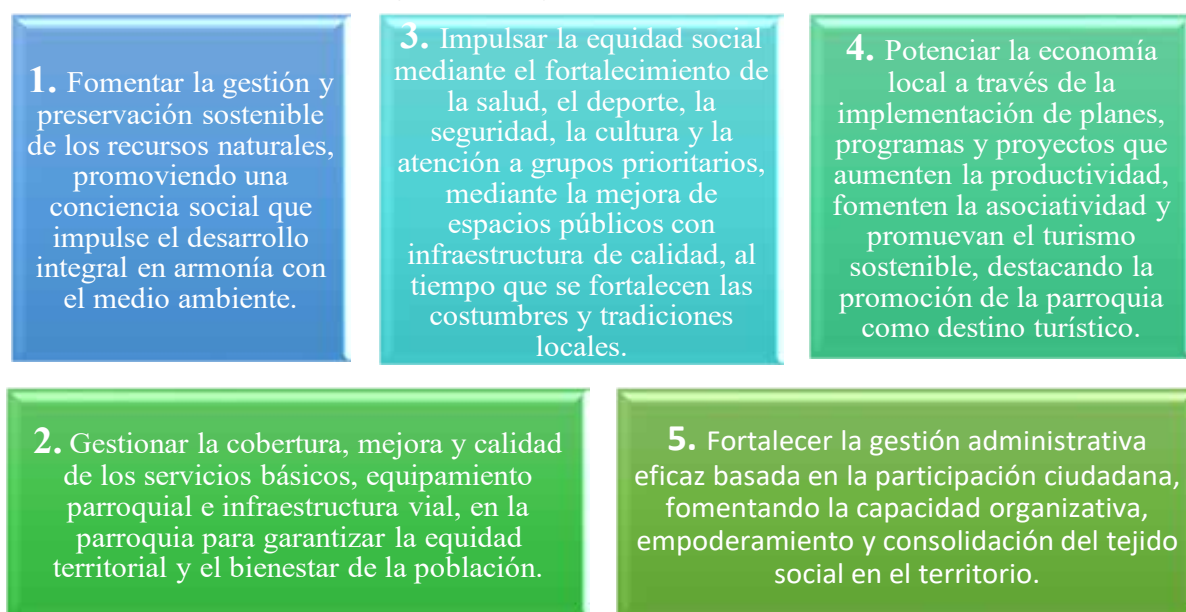 1. Fomentar la gestión y
preservación sostenible
de los recursos naturales,
promoviendo una
conciencia social que
impulse el desarrollo
integral en armonía con
el medio ambiente.
3. Impulsar la equidad social
mediante el fortalecimiento de
la salud, el deporte, la
seguridad, la cultura y la
atención a grupos prioritarios,
mediante la mejora de
espacios públicos con
infraestructura de calidad, al
tiempo que se fortalecen las
costumbres y tradiciones
locales.
4. Potenciar la economía
local a través de la
implementación de planes,
programas y proyectos que
aumenten la productividad,
fomenten la asociatividad y
promuevan el turismo
sostenible, destacando la
promoción de la parroquia
como destino turístico.
2. Gestionar la cobertura, mejora y calidad
de los servicios básicos, equipamiento
parroquial e infraestructura vial, en la
parroquia para garantizar la equidad
territorial y el bienestar de la población.
5. Fortalecer la gestión administrativa
eficaz basada en la participación ciudadana,
fomentando la capacidad organizativa,
empoderamiento y consolidación del tejido
social en el territorio.